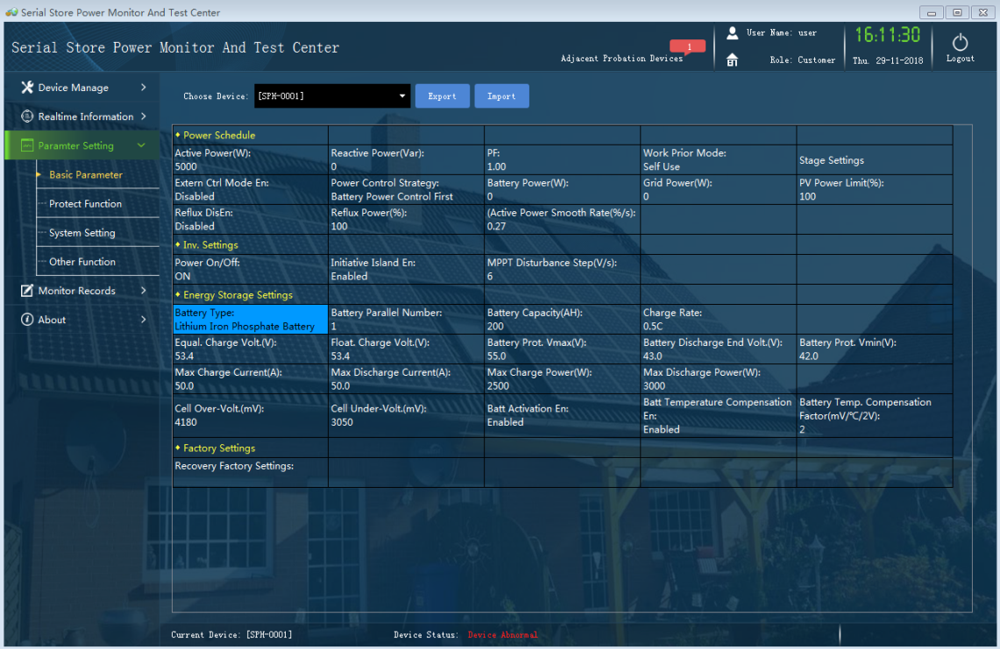 Serial Store Power Monitor And Test Center
Serial Store Power Monitor And Test Center
Adjacent Probation Devices
1
User Name: user
Role: Customer
16:11:30
Thu. 29-11-2018
Logout
Device Manage
Realtime Information
Paramter Setting
Basic Parameter
Protect Function
System Setting
Other Function
Monitor Records
About
Choose Device: [SPH-0001] Export Import
Power Schedule
Active Power(W):
5000
Reactive Power(Var):
0
PF:
1.00
Work Prior Mode:
Self Use
Stage Settings
Extern Ctrl Mode En:
Disabled
Power Control Strategy:
Battery Power Control First
Battery Power(W):
0
Grid Power(W):
0
PV Power Limit(%):
100
Reflux DisEn:
Disabled
Reflux Power(%):
100
(Active Power Smooth Rate(%/s):
0.27
Inv. Settings
Power On/Off:
ON
Initiative Island En:
Enabled
MPPT Disturbance Step(V/s):
6
Energy Storage Settings
Battery Type:
Lithium Iron Phosphate Battery
Battery Parallel Number:
1
Battery Capacity(AH):
200
Charge Rate:
0.5C
Equal. Charge Volt.(V):
53.4
Float. Charge Volt.(V):
53.4
Battery Prot. Vmax(V):
55.0
Battery Discharge End Volt.(V):
43.0
Battery Prot. Vmin(V):
42.0
Max Charge Current(A):
50.0
Max Discharge Current(A):
50.0
Max Charge Power(W):
2500
Max Discharge Power(W):
3000
Cell Over-Volt.(mV):
4180
Cell Under-Volt.(mV):
3050
Batt Activation En:
Enabled
Batt Temperature Compensation
En:
Enabled
Battery Temp. Compensation
Factor(mV/℃/2V):
2
Factory Settings
Recovery Factory Settings:
Current Device: [SPH-0001]
Device Status: Device Abnormal